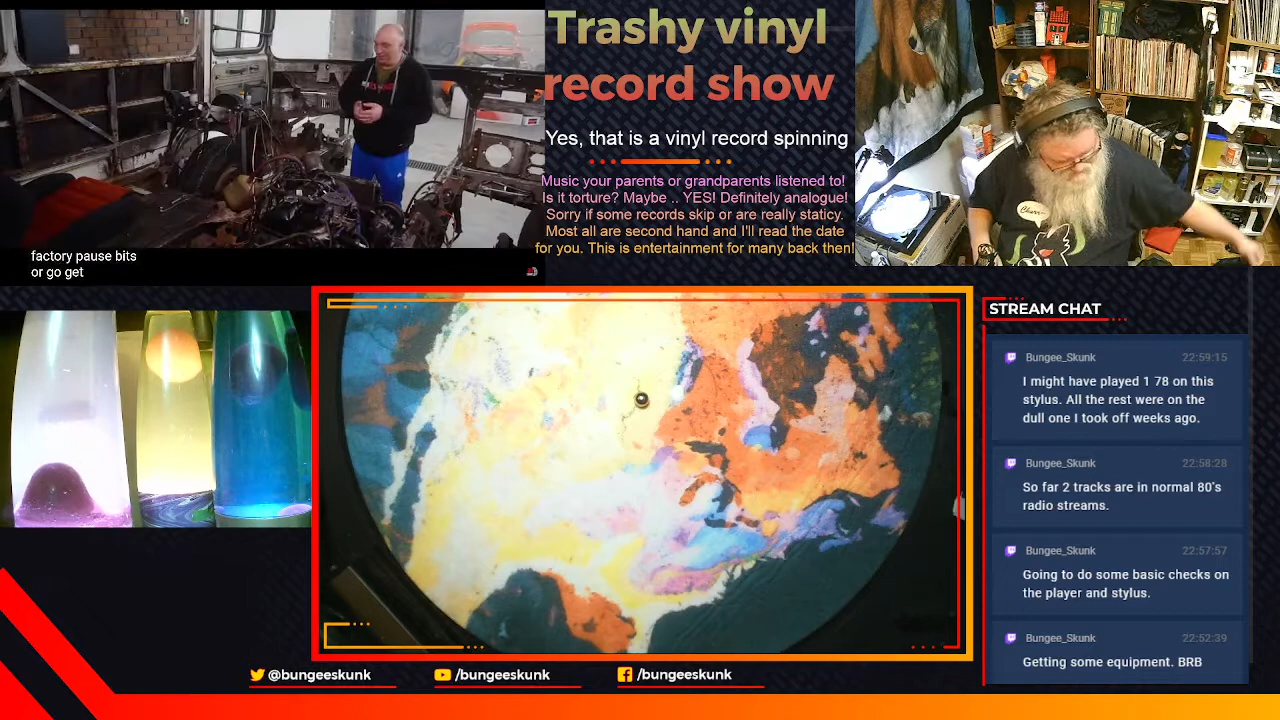 Trashy vinyl
record show
Yes, that is a vinyl record spinning
Music your parents or grandparents listened to!
Is it torture? Maybe .. YES! Definitely analogue!
Sorry if some records skip or are really staticy.
Most all are second hand and I'll read the date
for you. This is entertainment for many back then!
factory pause bits
or go get
STREAM CHAT
Bungee_Skunk 22:59:15
I might have played 1 78 on this
stylus. All the rest were on the
dull one I took off weeks ago.
Bungee_Skunk 22:58:28
So far 2 tracks are in normal 80's
radio streams.
Bungee_Skunk 22:57:57
Going to do some basic checks on
the player and stylus.
Bungee_Skunk 22:52:39
Getting some equipment. BRB
@bungeeskunk /bungeeskunk /bungeeskunk